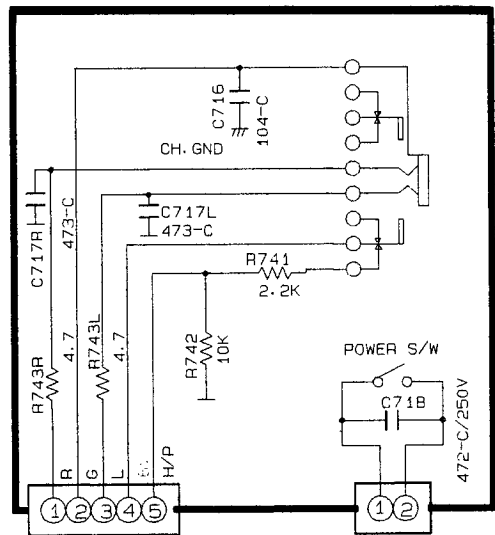 C716
104-C
CH. GND
C717R
473-C
C717L
473-C
R741
2.2K
R743R
4.7
R743L
4.7
R742
10K
POWER S/W
C71B
472-C/250V
R
G
L
H/P
1 2 3 4 5
1 2